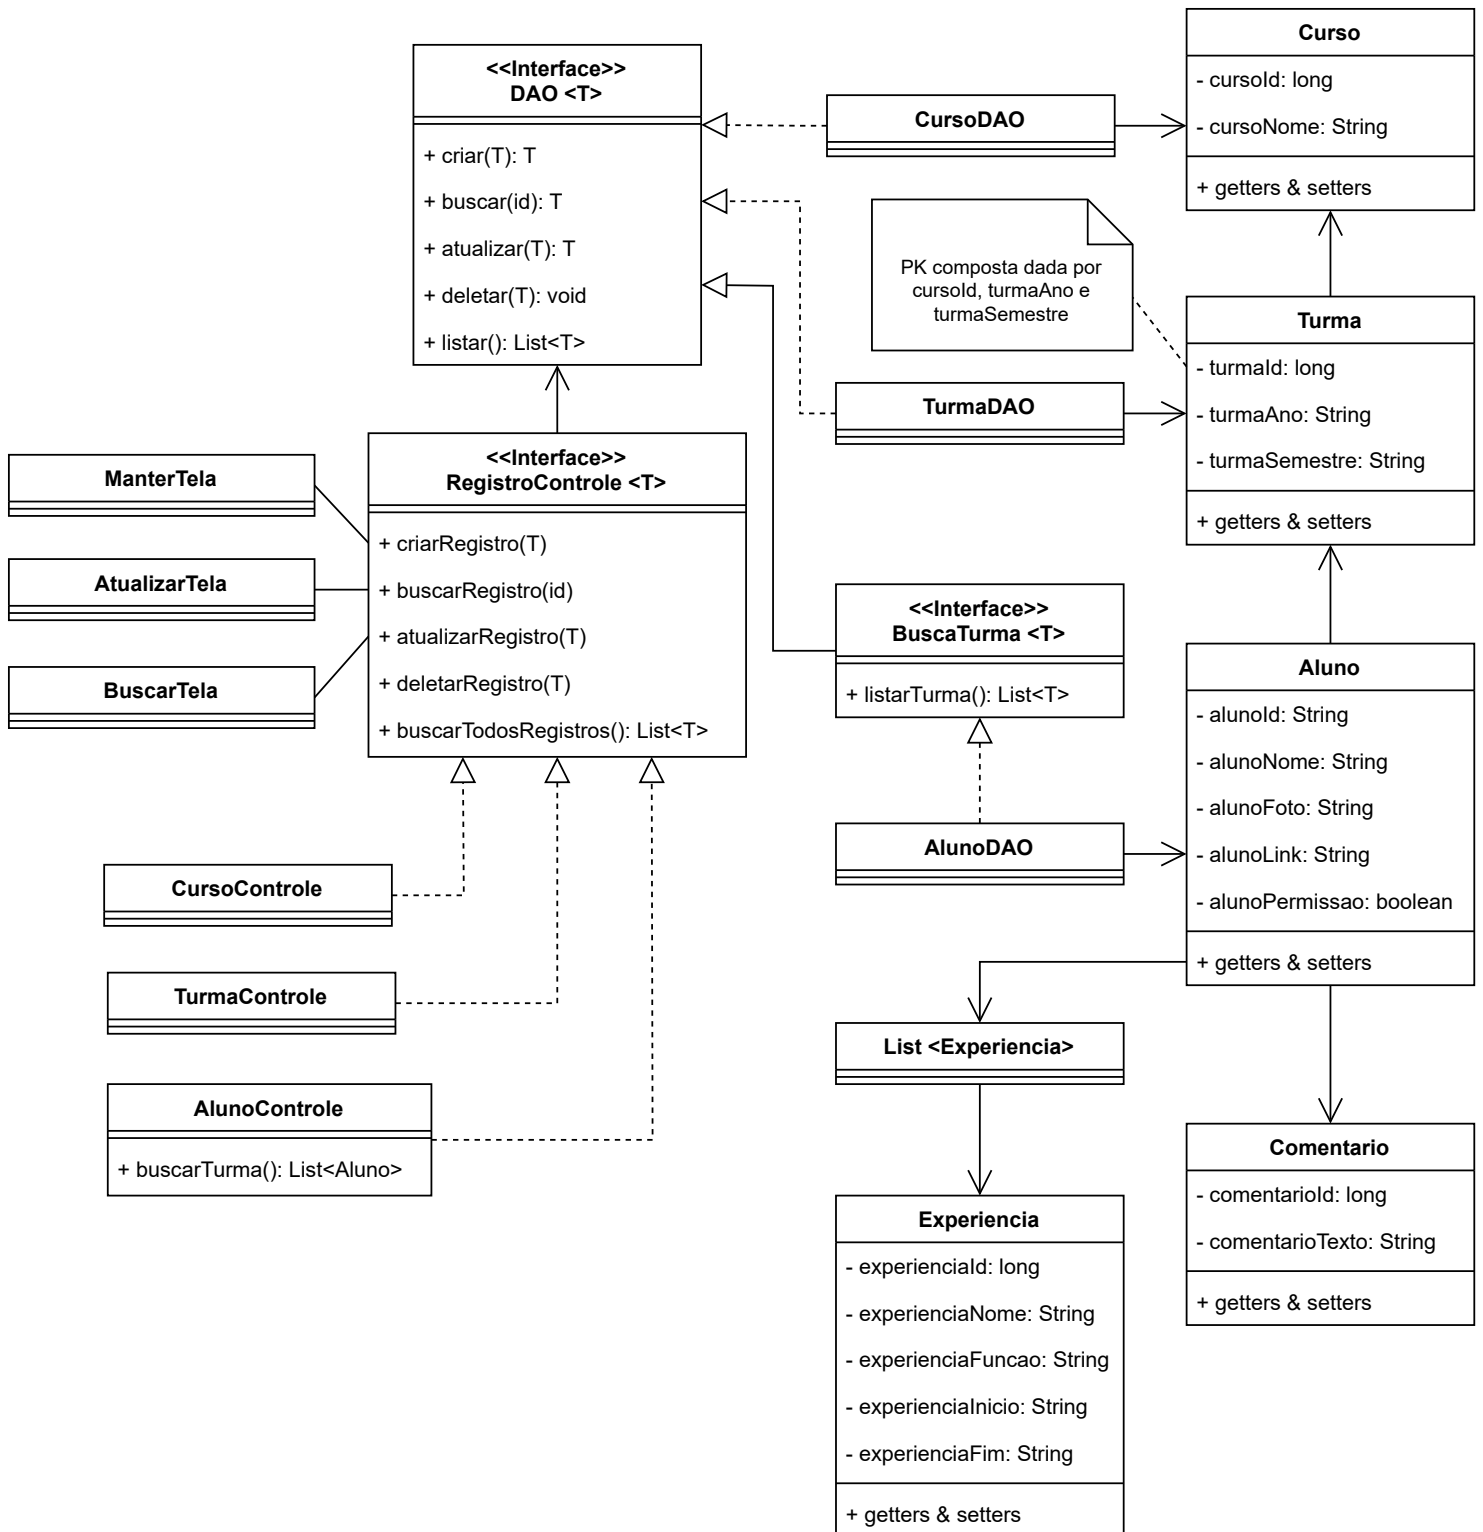 <<Interface>>
DAO <T>
+ criar(T): T
+ buscar(id): T
+ atualizar(T): T
+ deletar(T): void
+ listar(): List<T>
CursoDAO
Curso
- cursoId: long
- cursoNome: String
+ getters & setters
PK composta dada por
cursoId, turmaAno e
turmaSemestre
TurmaDAO
Turma
- turmaId: long
- turmaAno: String
- turmaSemestre: String
+ getters & setters
ManterTela
AtualizarTela
BuscarTela
<<Interface>>
RegistroControle <T>
+ criarRegistro(T)
+ buscarRegistro(id)
+ atualizarRegistro(T)
+ deletarRegistro(T)
+ buscarTodosRegistros(): List<T>
<<Interface>>
BuscaTurma <T>
+ listarTurma(): List<T>
AlunoDAO
Aluno
- alunoId: String
- alunoNome: String
- alunoFoto: String
- alunoLink: String
- alunoPermissao: boolean
+ getters & setters
CursoControle
TurmaControle
AlunoControle
+ buscarTurma(): List<Aluno>
List <Experiencia>
Experiencia
- experienciaId: long
- experienciaNome: String
- experienciaFuncao: String
- experienciaInicio: String
- experienciaFim: String
+ getters & setters
Comentario
- comentarioId: long
- comentarioTexto: String
+ getters & setters